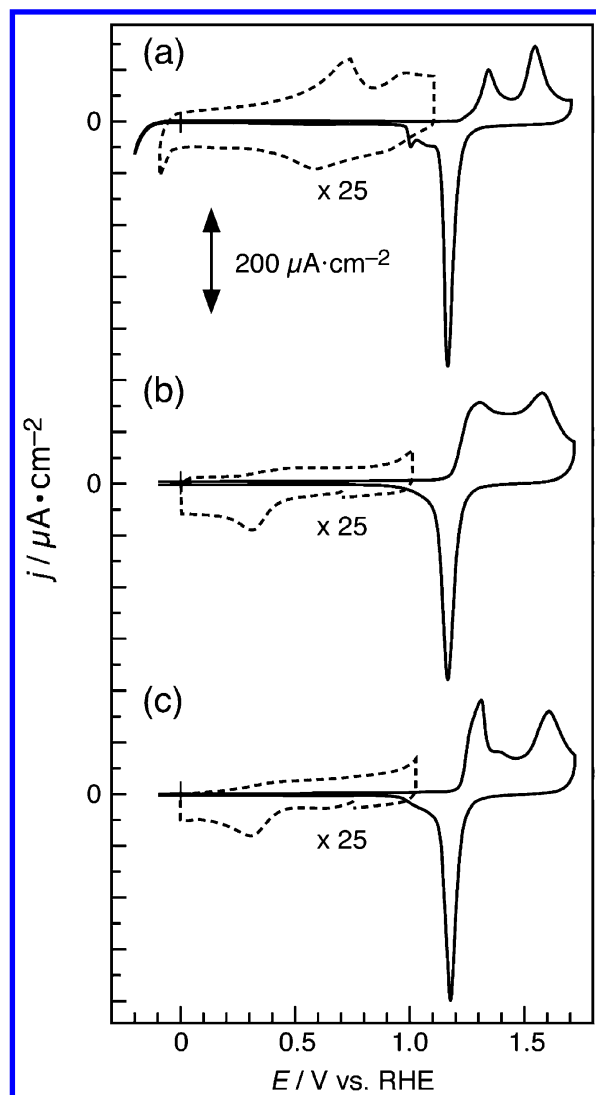 (a)
0
x 25
200 μA·cm⁻²
(b)
0
x 25
j / μA•cm⁻²
(c)
0
x 25
0 0.5 1.0 1.5
E / V vs. RHE